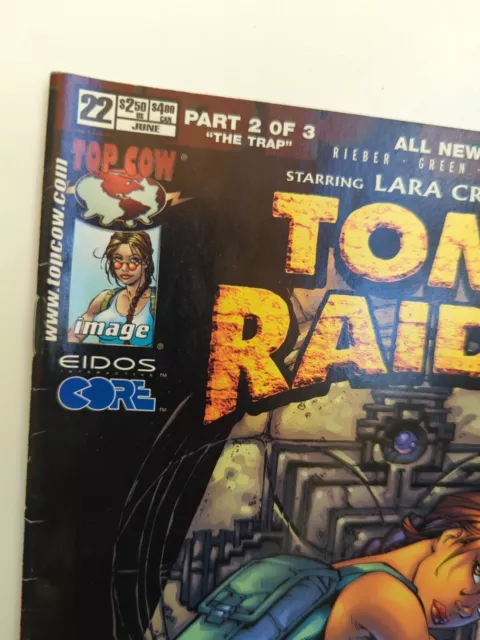 22 $2.50 US $4.00 CAN
JUNE
PART 2 OF 3
"THE TRAP"
ALL NEW
RIEBER - GREEN -
STARRING LARA CR
TOM
RAID
TOP COW
www.topcow.com
image
EIDOS
INTERACTIVE
CORE